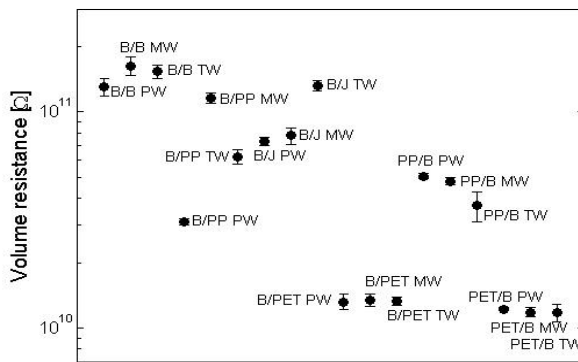 Volume resistance [Ω]
10¹¹
10¹⁰
B/B MW
B/B TW
B/B PW
B/PP MW
B/J TW
B/J MW
B/PP TW
B/J PW
B/PP PW
PP/B PW
PP/B MW
PP/B TW
B/PET MW
B/PET PW
B/PET TW
PET/B PW
PET/B MW
PET/B TW